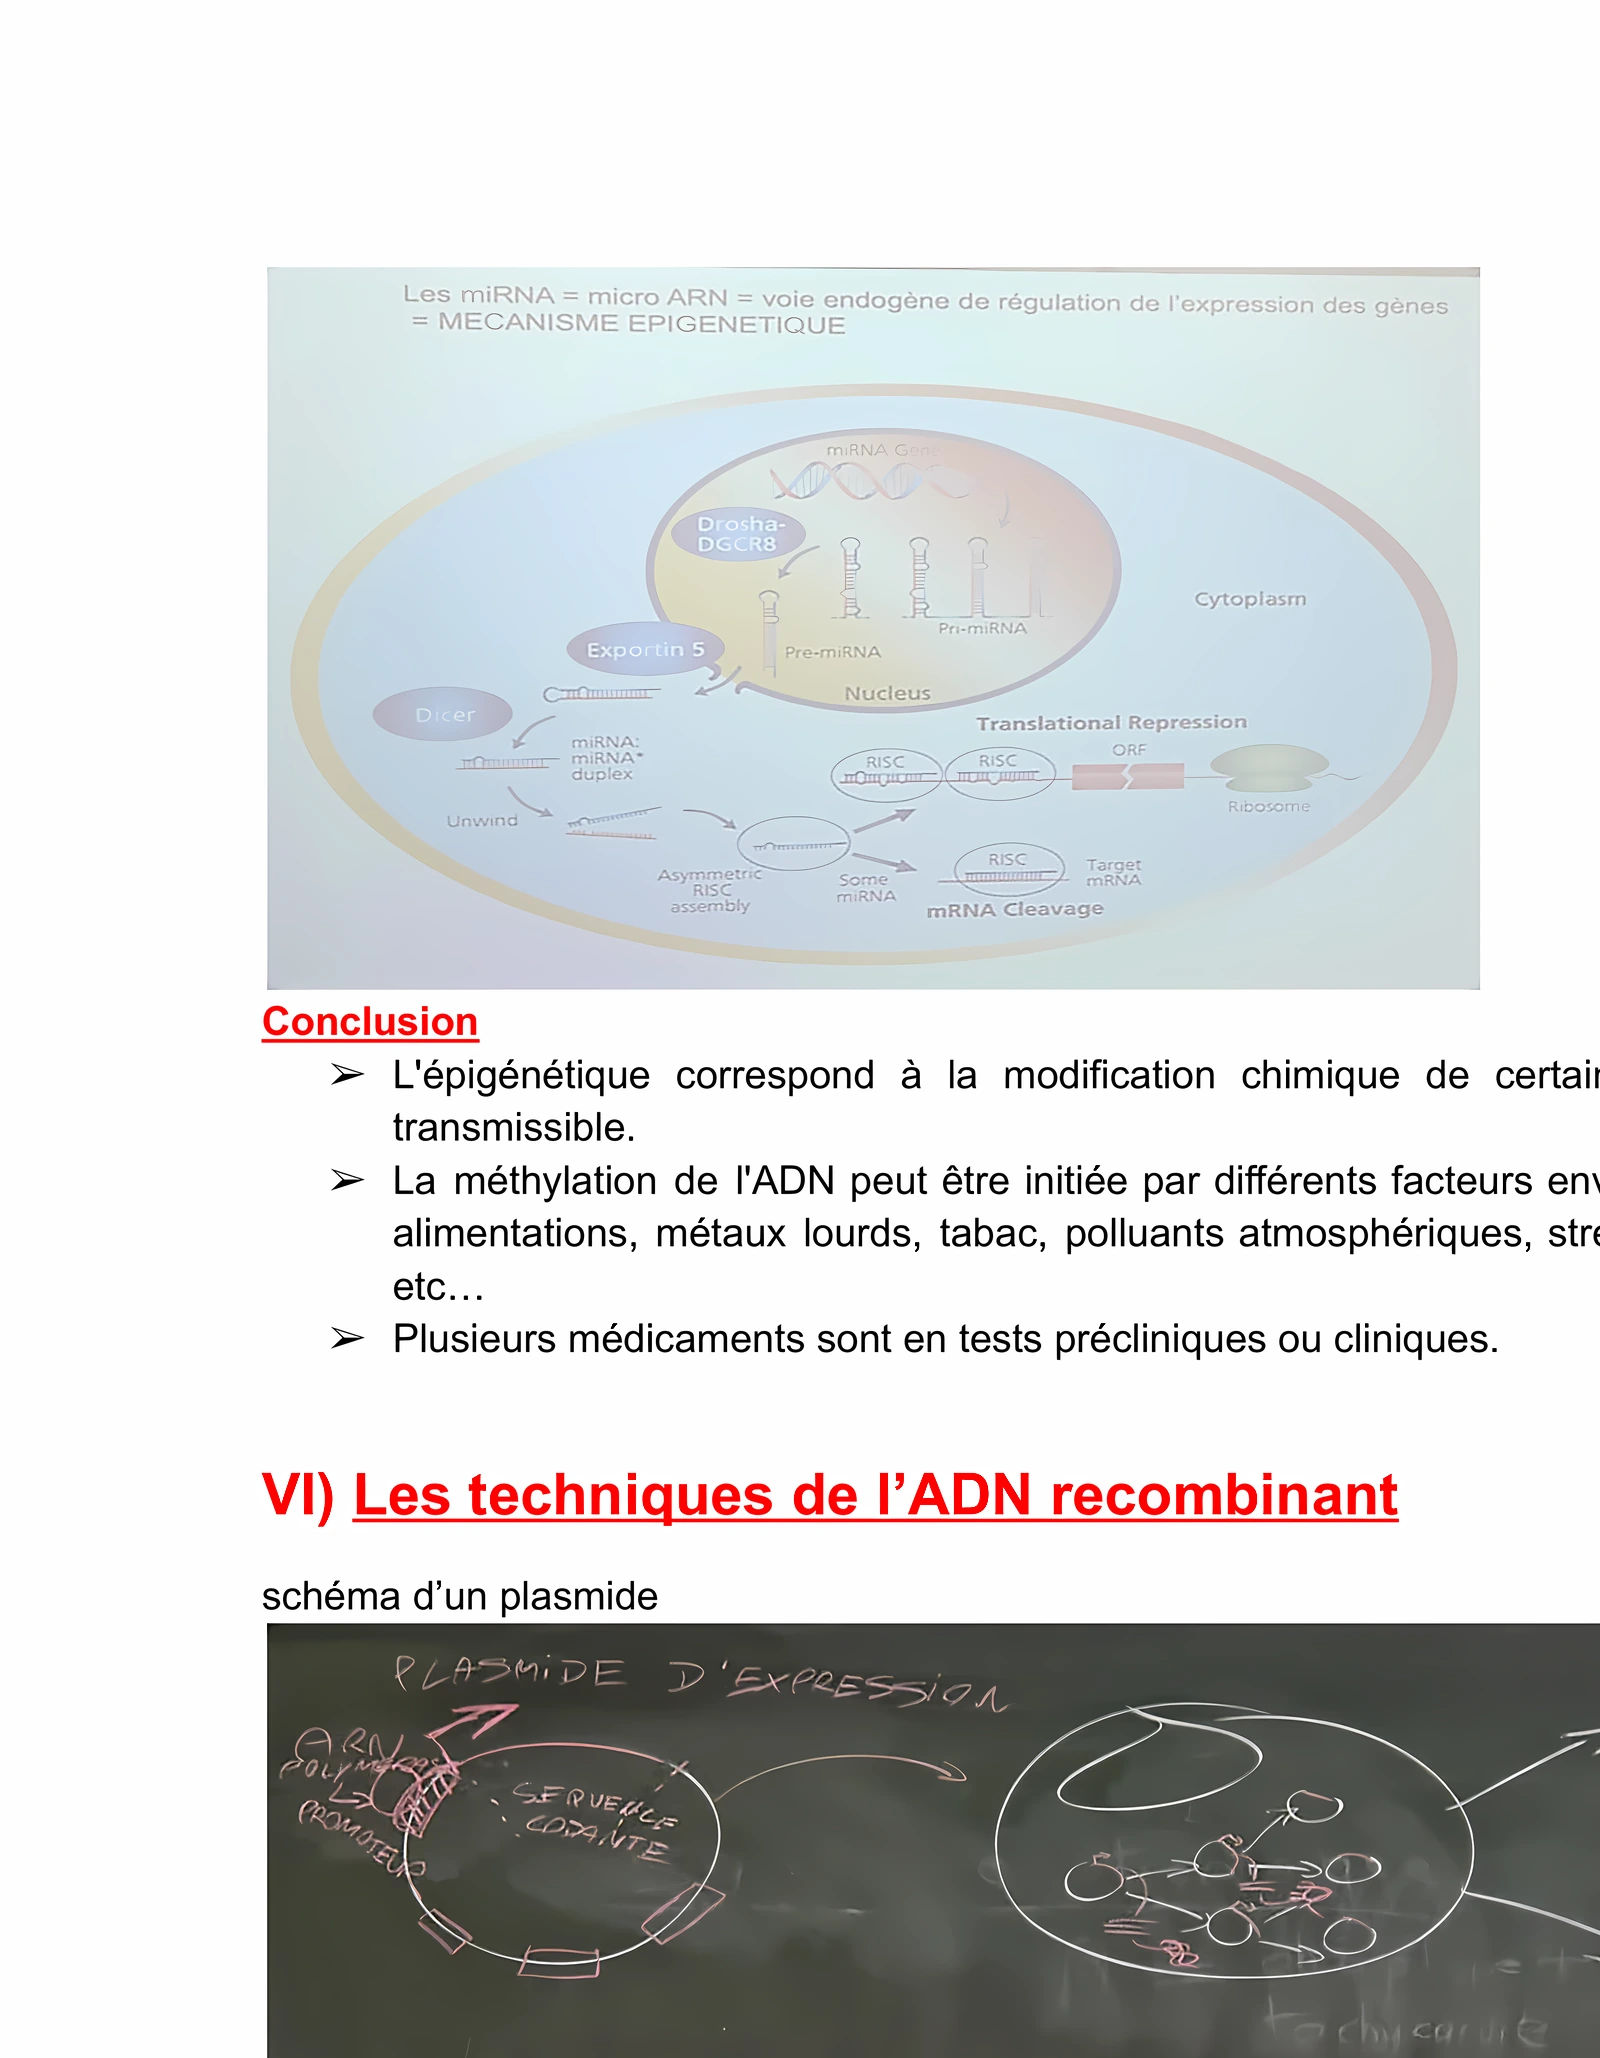 Les miRNA = micro ARN = voie endogène de régulation de l'expression des gènes
= MECANISME EPIGENETIQUE
miRNA Gene
Drosha-
DGCR8
Cytoplasm
Pri-miRNA
Exportin 5
Pre-miRNA
Nucleus
Dicer
Translational Repression
miRNA:
miRNA*
duplex
ORF
RISC
RISC
Ribosome
Unwind
Asymmetric
RISC
assembly
Some
miRNA
RISC
Target
mRNA
mRNA Cleavage
Conclusion
➢ L'épigénétique correspond à la modification chimique de certain
transmissible.
➢ La méthylation de l'ADN peut être initiée par différents facteurs env
alimentations, métaux lourds, tabac, polluants atmosphériques, stre
etc…
➢ Plusieurs médicaments sont en tests précliniques ou cliniques.
VI) Les techniques de l’ADN recombinant
schéma d’un plasmide
PLASMIDE D'EXPRESSION
ARN
POLYMERASE
PROMOTEUR
SEQUENCE
CODANTE